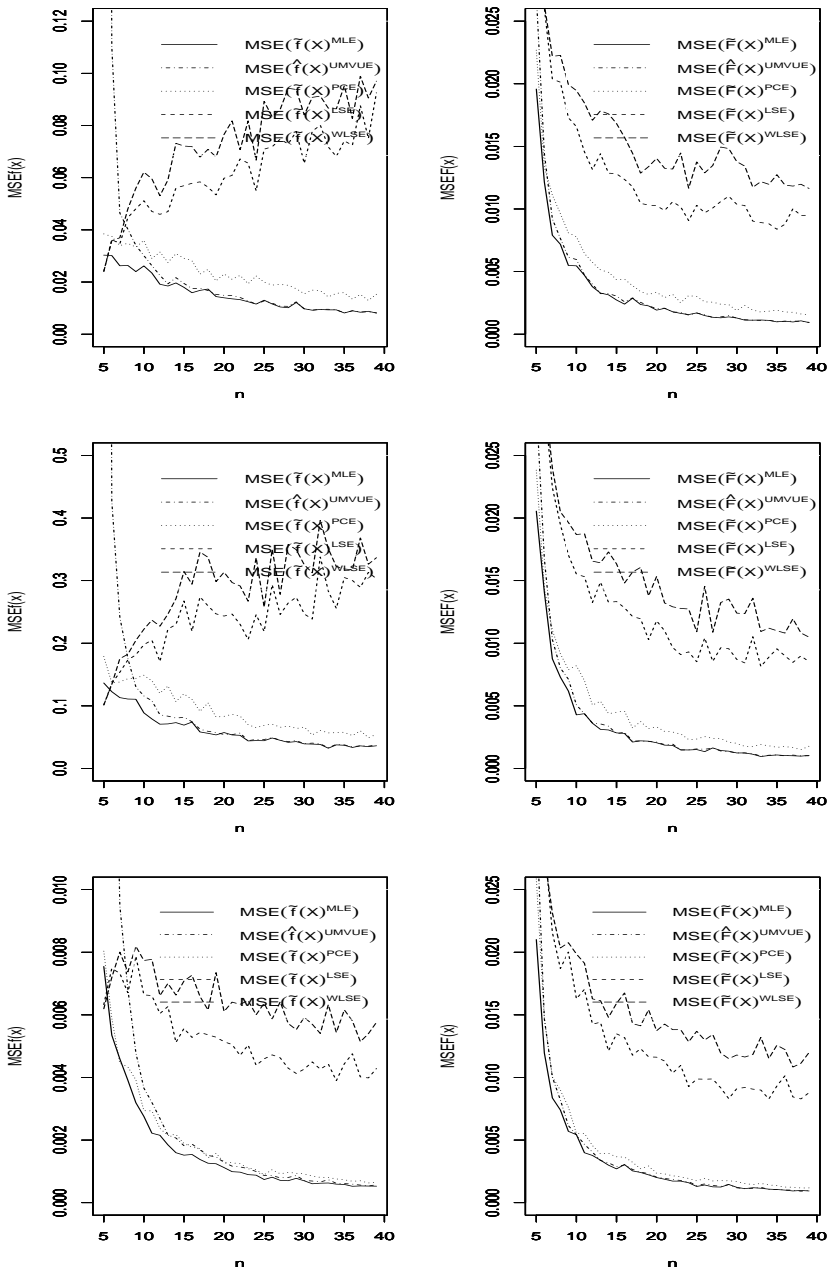 0.12
0.10
0.08
0.06
0.04
0.02
0.00
MSEf(x)
MSE(f̃(x)^MLE)
MSE(f̂(x)^UMVUE)
MSE(f̃(x)^PCE)
MSE(f̃(x)^LSE)
MSE(f̃(x)^WLSE)
5 10 15 20 25 30 35 40
n
0.025
0.020
0.015
0.010
0.005
0.000
MSEF(x)
MSE(F̃(x)^MLE)
MSE(F̂(x)^UMVUE)
MSE(F̃(x)^PCE)
MSE(F̃(x)^LSE)
MSE(F̃(x)^WLSE)
5 10 15 20 25 30 35 40
n
0.5
0.4
0.3
0.2
0.1
0.0
MSEf(x)
MSE(f̃(x)^MLE)
MSE(f̂(x)^UMVUE)
MSE(f̃(x)^PCE)
MSE(f̃(x)^LSE)
MSE(f̃(x)^WLSE)
5 10 15 20 25 30 35 40
n
0.025
0.020
0.015
0.010
0.005
0.000
MSEF(x)
MSE(F̃(x)^MLE)
MSE(F̂(x)^UMVUE)
MSE(F̃(x)^PCE)
MSE(F̃(x)^LSE)
MSE(F̃(x)^WLSE)
5 10 15 20 25 30 35 40
n
0.010
0.008
0.006
0.004
0.002
0.000
MSEf(x)
MSE(f̃(x)^MLE)
MSE(f̂(x)^UMVUE)
MSE(f̃(x)^PCE)
MSE(f̃(x)^LSE)
MSE(f̃(x)^WLSE)
5 10 15 20 25 30 35 40
n
0.025
0.020
0.015
0.010
0.005
0.000
MSEF(x)
MSE(F̃(x)^MLE)
MSE(F̂(x)^UMVUE)
MSE(F̃(x)^PCE)
MSE(F̃(x)^LSE)
MSE(F̃(x)^WLSE)
5 10 15 20 25 30 35 40
n